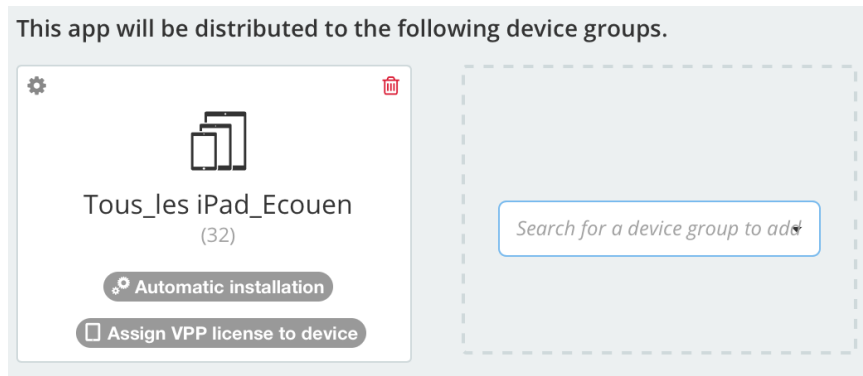 This app will be distributed to the following device groups.
Tous_les iPad_Ecouen
(32)
Automatic installation
Assign VPP license to device
Search for a device group to add